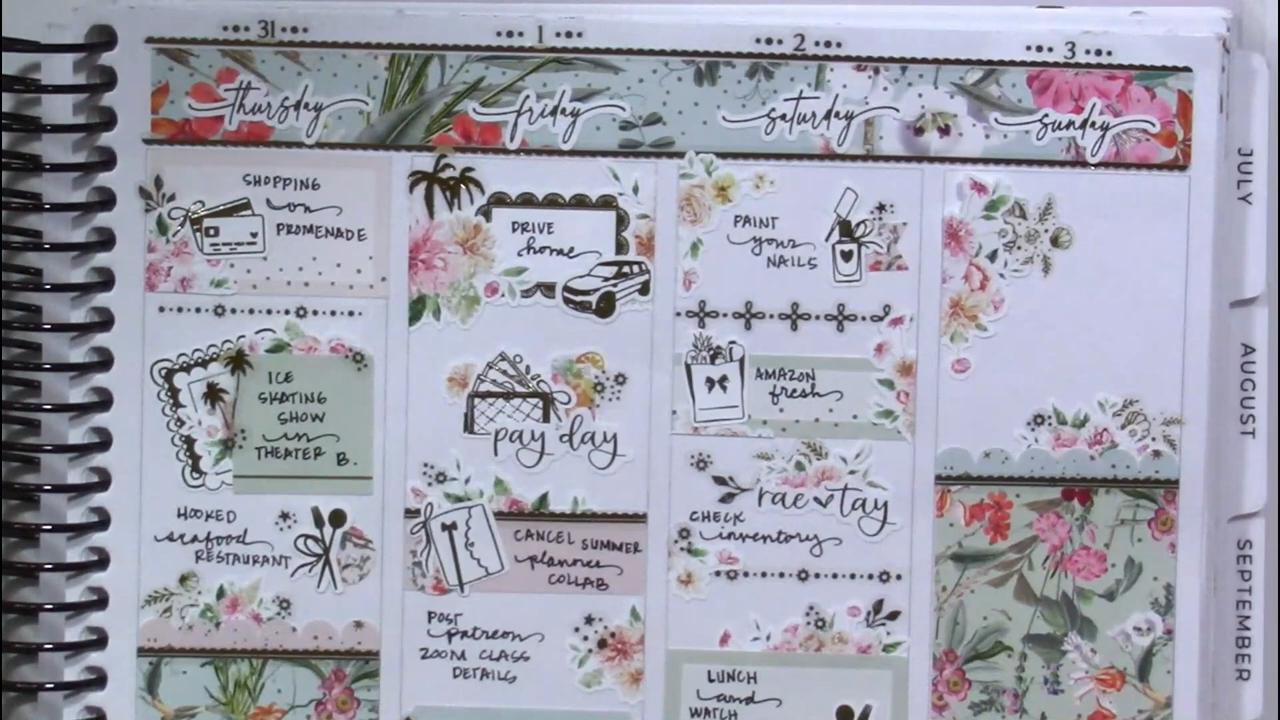 31
1
2
3
thursday
friday
saturday
sunday
SHOPPING
on
PROMENADE
ICE
SKATING
SHOW
in
THEATER B.
HOOKED
seafood
RESTAURANT
DRIVE
home
pay day
CANCEL SUMMER
planner
COLLAB
POST
patreon
ZOOM CLASS
DETAILS
PAINT
your
NAILS
AMAZON
fresh
rae tay
CHECK
inventory
LUNCH
and
WATCH
JULY
AUGUST
SEPTEMBER